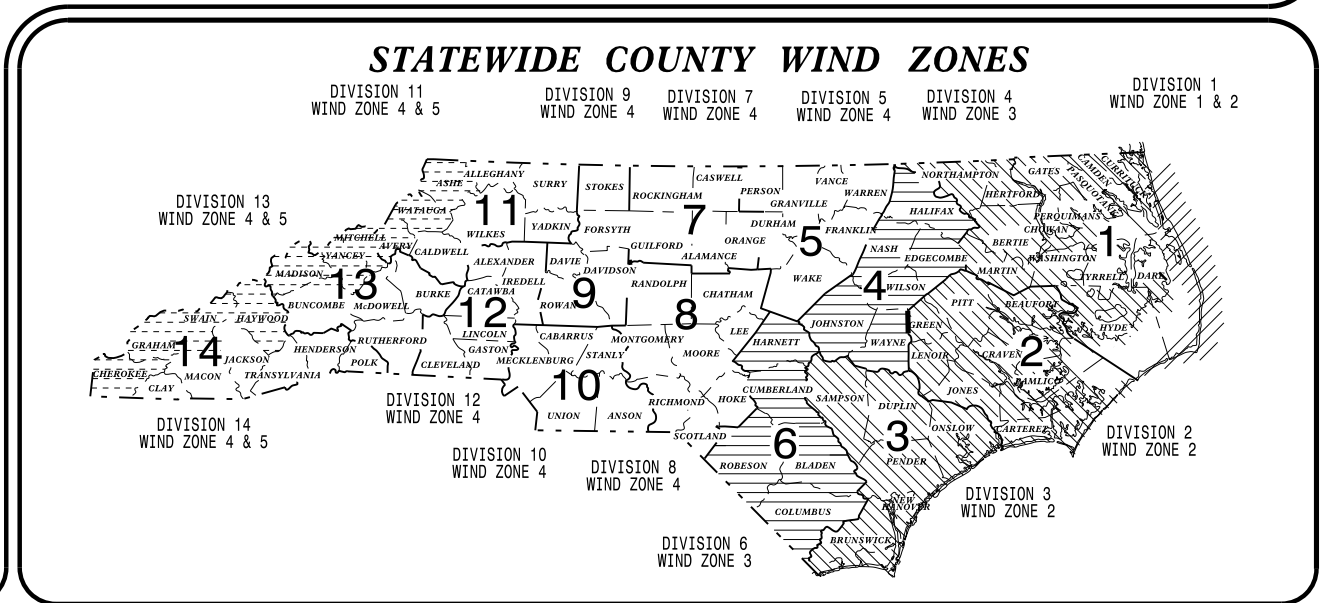 STATEWIDE COUNTY WIND ZONES
DIVISION 11
WIND ZONE 4 & 5
DIVISION 9
WIND ZONE 4
DIVISION 7
WIND ZONE 4
DIVISION 5
WIND ZONE 4
DIVISION 4
WIND ZONE 3
DIVISION 1
WIND ZONE 1 & 2
DIVISION 13
WIND ZONE 4 & 5
ALLEGHANY
ASHE
SURRY
WATAUGA
11
WILKES
YADKIN
MITCHELL
AVERY
YANCEY
CALDWELL
MADISON
13
BUNCOMBE
McDOWELL
BURKE
ALEXANDER
IREDELL
CATAWBA
12
LINCOLN
GASTON
CLEVELAND
RUTHERFORD
POLK
HENDERSON
SWAIN
HAYWOOD
GRAHAM
14
JACKSON
CHEROKEE
MACON
TRANSYLVANIA
CLAY
STOKES
ROCKINGHAM
CASWELL
FORSYTH
7
GUILFORD
ORANGE
ALAMANCE
DAVIE
DAVIDSON
9
ROWAN
PERSON
VANCE
WARREN
GRANVILLE
DURHAM
5
FRANKLIN
WAKE
RANDOLPH
CHATHAM
8
LEE
MONTGOMERY
MOORE
HOKE
RICHMOND
SCOTLAND
CABARRUS
MECKLENBURG
STANLY
10
UNION
ANSON
NORTHAMPTON
HALIFAX
NASH
EDGECOMBE
4
WILSON
JOHNSTON
WAYNE
GATES
CAMDEN
CURRITUCK
PASQUOTANK
HERTFORD
PERQUIMANS
CHOWAN
BERTIE
WASHINGTON
1
MARTIN
TYRRELL
DARE
HYDE
PITT
BEAUFORT
GREEN
LENOIR
CRAVEN
2
PAMLICO
JONES
CARTERET
HARNETT
CUMBERLAND
6
ROBESON
BLADEN
COLUMBUS
SAMPSON
DUPLIN
3
ONSLOW
PENDER
NEW
HANOVER
BRUNSWICK
DIVISION 14
WIND ZONE 4 & 5
DIVISION 12
WIND ZONE 4
DIVISION 10
WIND ZONE 4
DIVISION 8
WIND ZONE 4
DIVISION 6
WIND ZONE 3
DIVISION 3
WIND ZONE 2
DIVISION 2
WIND ZONE 2